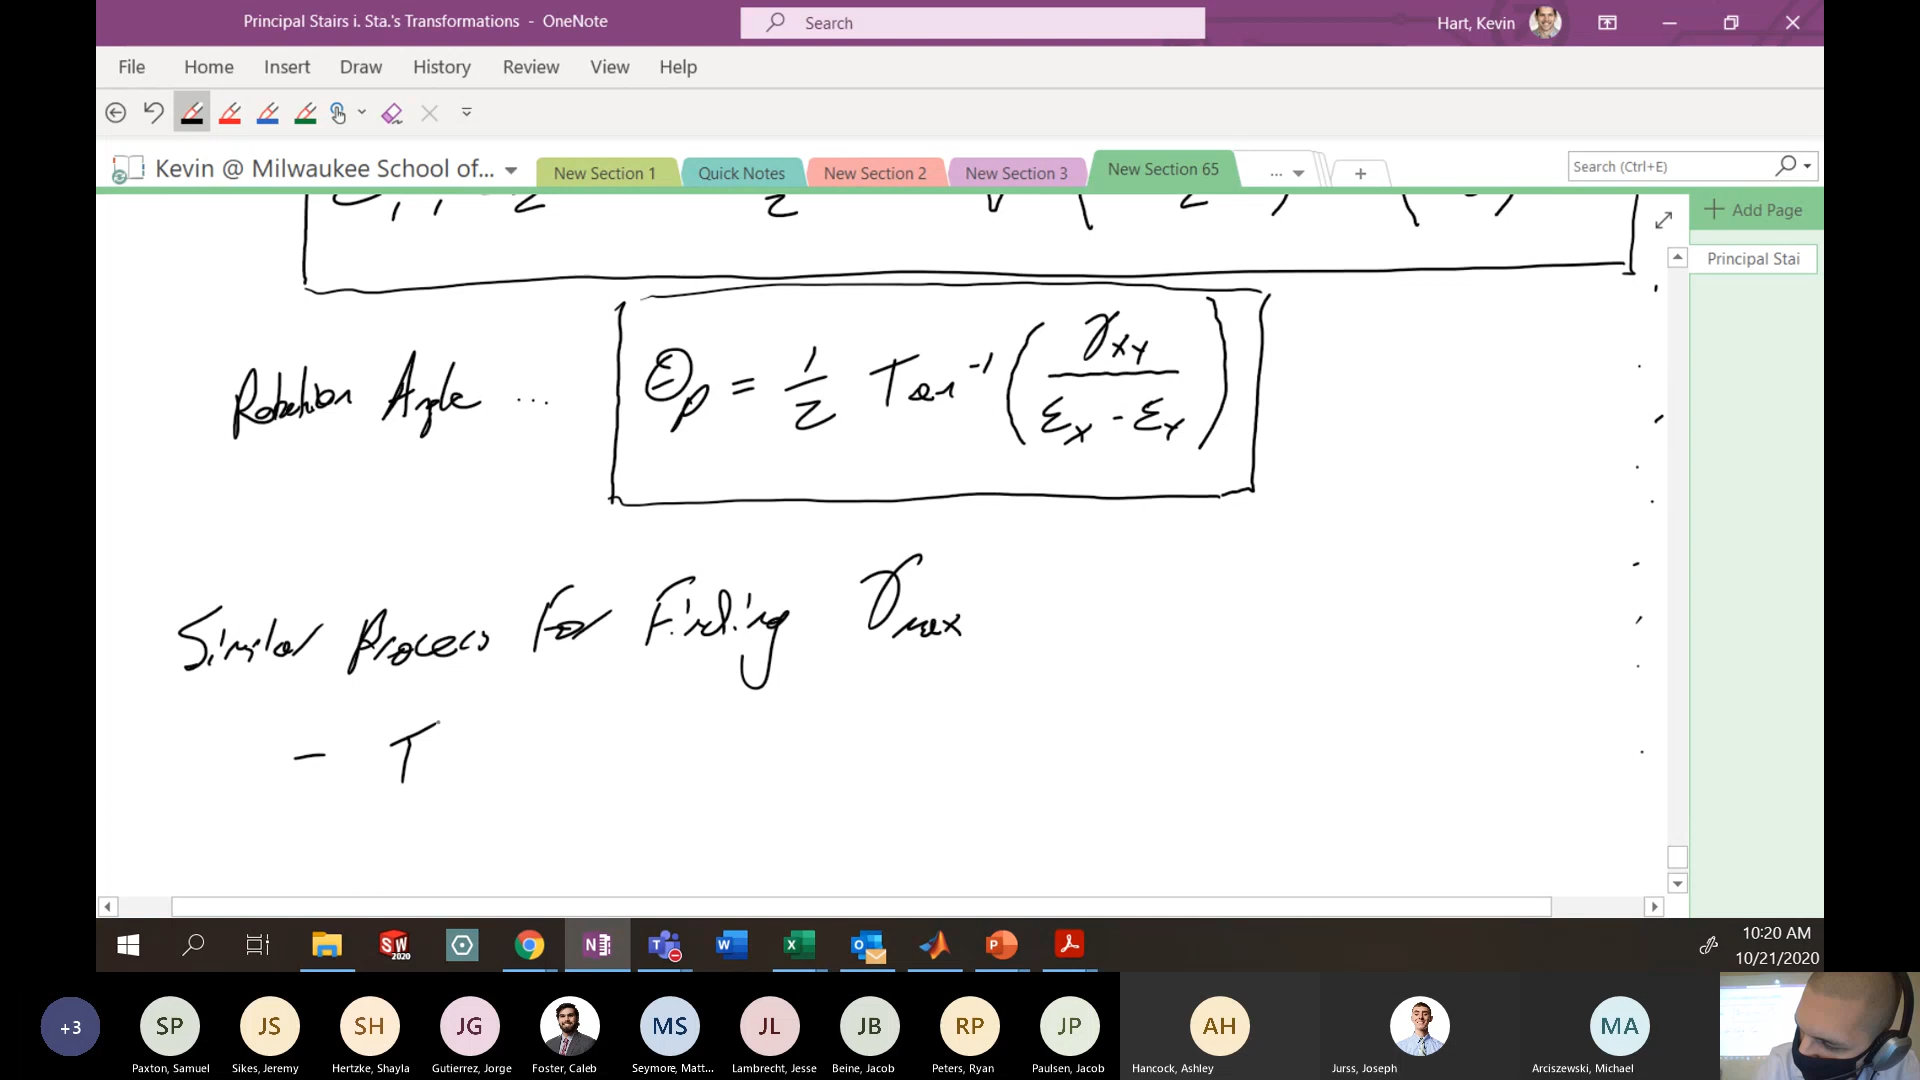 Principal Stairs i. Sta.'s Transformations - OneNote
Search
Hart, Kevin
File Home Insert Draw History Review View Help
Kevin @ Milwaukee School of...
New Section 1
Quick Notes
New Section 2
New Section 3
New Section 65
...
Search (Ctrl+E)
Add Page
Principal Stai
Rotation Angle ... Θp = 1/2 Tan⁻¹ (γxy / εx - εy)
Similar Process For Finding γmax
- T
SW 2020
10:20 AM
10/21/2020
+3
SP
JS
SH
JG
MS
JL
JB
RP
JP
AH
MA
Paxton, Samuel
Sikes, Jeremy
Hertzke, Shayla
Gutierrez, Jorge
Foster, Caleb
Seymore, Matt...
Lambrecht, Jesse
Beine, Jacob
Peters, Ryan
Paulsen, Jacob
Hancock, Ashley
Jurss, Joseph
Arciszewski, Michael